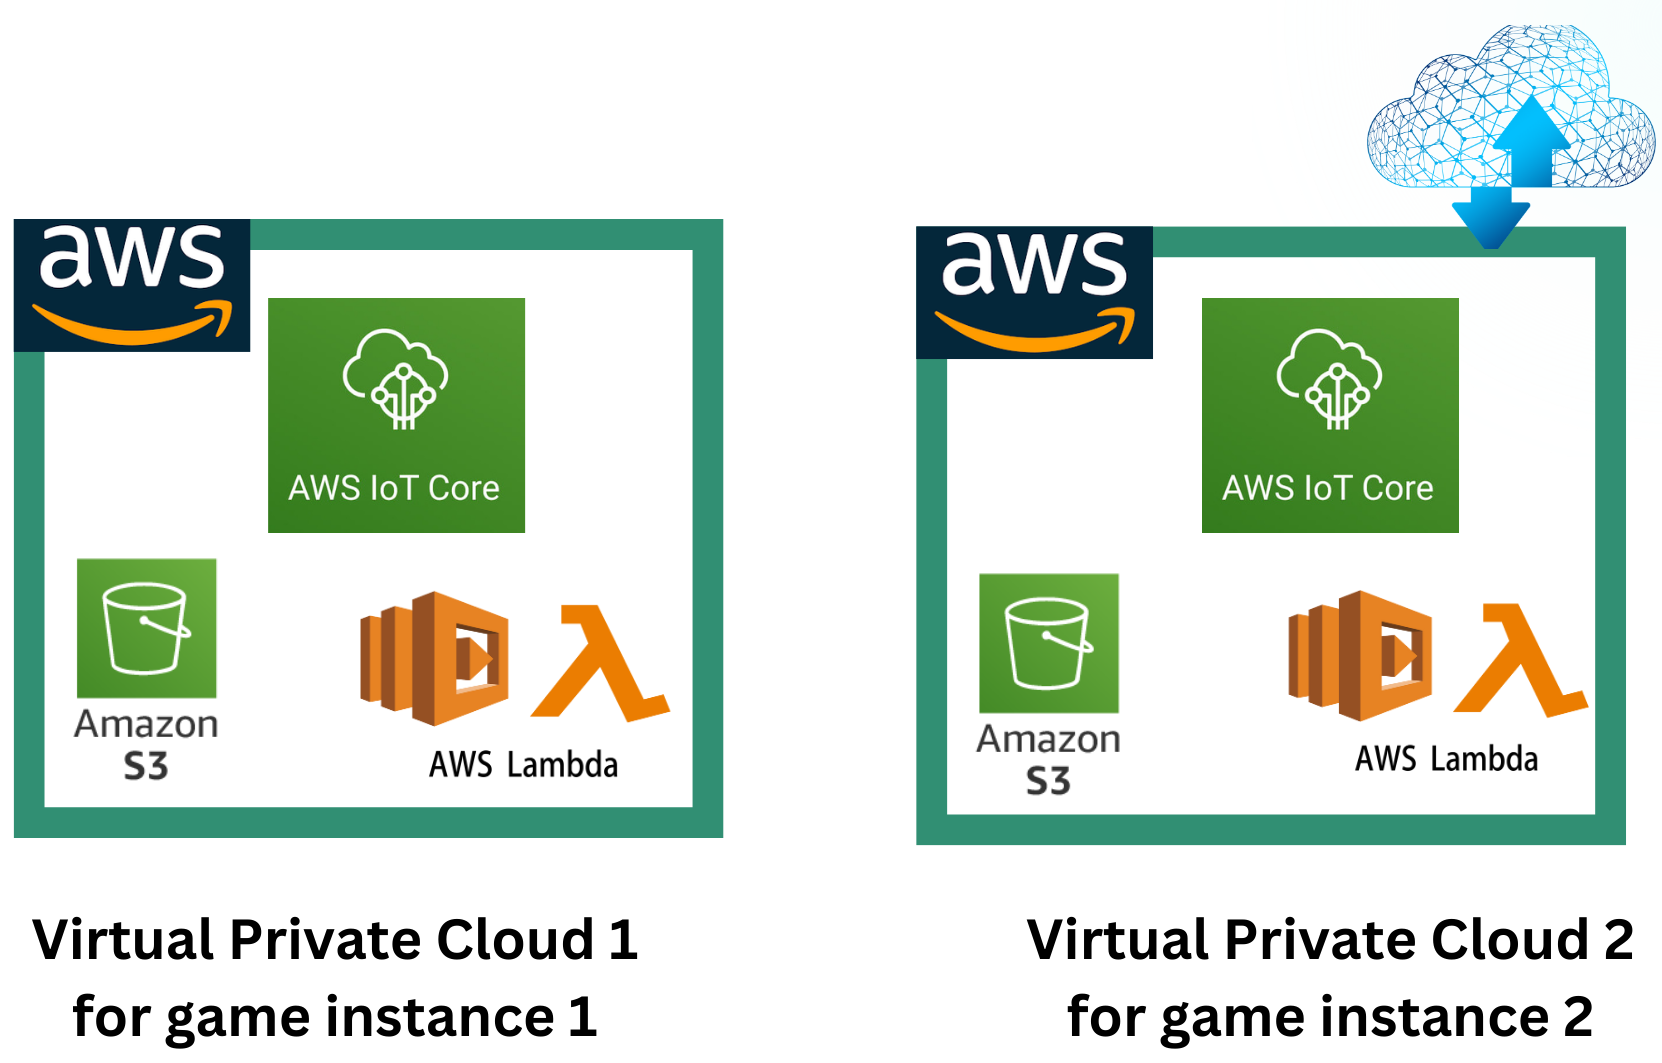 aws
AWS IoT Core
Amazon
S3
AWS Lambda
Virtual Private Cloud 1
for game instance 1
aws
AWS IoT Core
Amazon
S3
AWS Lambda
Virtual Private Cloud 2
for game instance 2